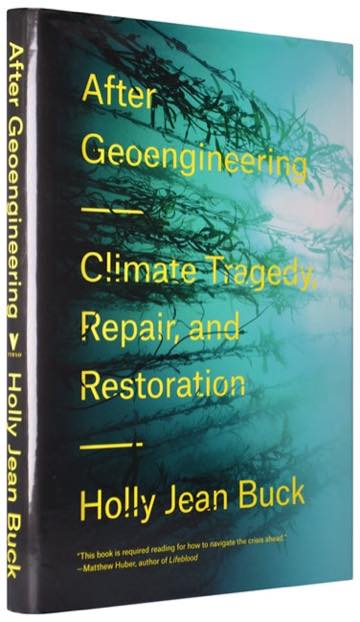 After
Geoengineering
Climate Tragedy,
Repair, and
Restoration
Holly Jean Buck
"This book is required reading for how to navigate the crisis ahead."
—Matthew Huber, author of Lifeblood
After Geoengineering
VERSO
Holly Jean Buck